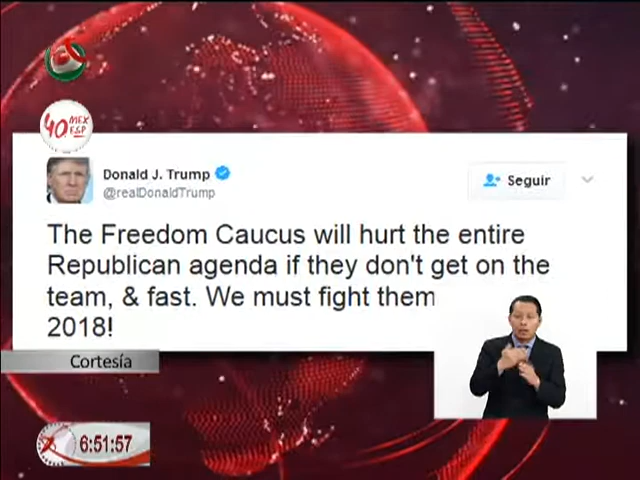 40 MEX
ESP
Donald J. Trump
@realDonaldTrump
Seguir
The Freedom Caucus will hurt the entire
Republican agenda if they don't get on the
team, & fast. We must fight them
2018!
Cortesía
6:51:57